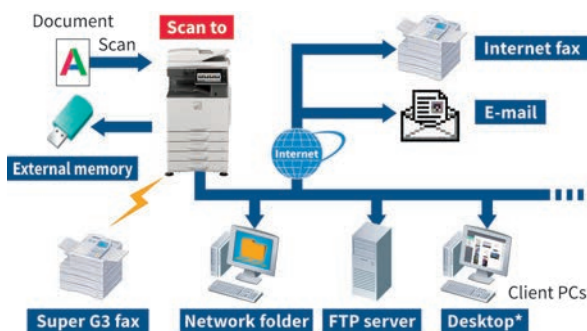 Document
Scan
Scan to
A
Internet fax
E-mail
External memory
Internet
Super G3 fax
Network folder
FTP server
Desktop*
Client PCs